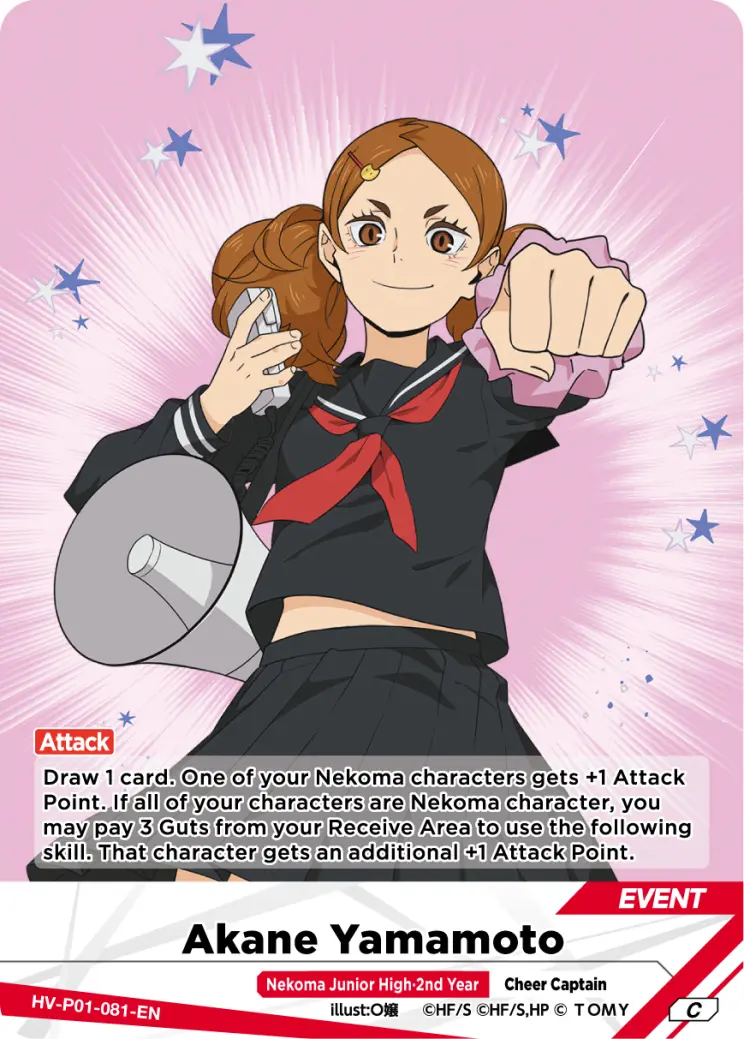 Attack
Draw 1 card. One of your Nekoma characters gets +1 Attack
Point. If all of your characters are Nekoma character, you
may pay 3 Guts from your Receive Area to use the following
skill. That character gets an additional +1 Attack Point.
EVENT
Akane Yamamoto
Nekoma Junior High·2nd Year Cheer Captain
HV-P01-081-EN
illust:O嬢 ©HF/S ©HF/S,HP © TOMY
C